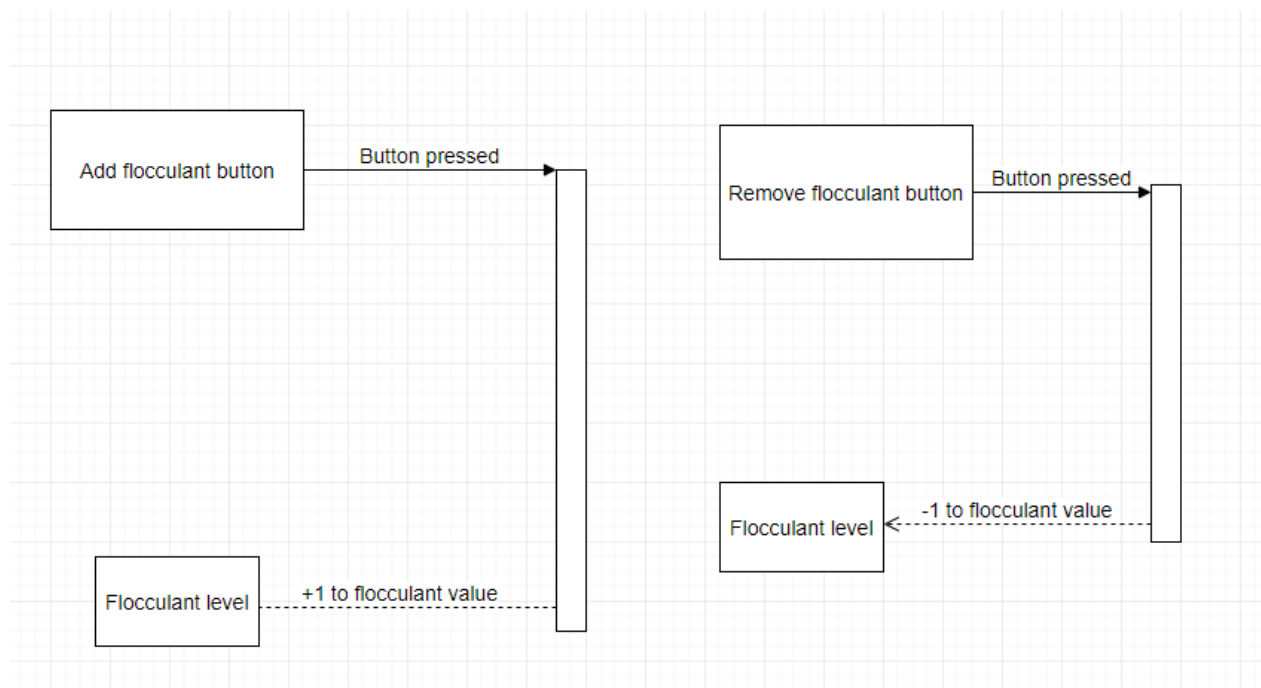 Add flocculant button
Button pressed
+1 to flocculant value
Flocculant level
Remove flocculant button
Button pressed
-1 to flocculant value
Flocculant level